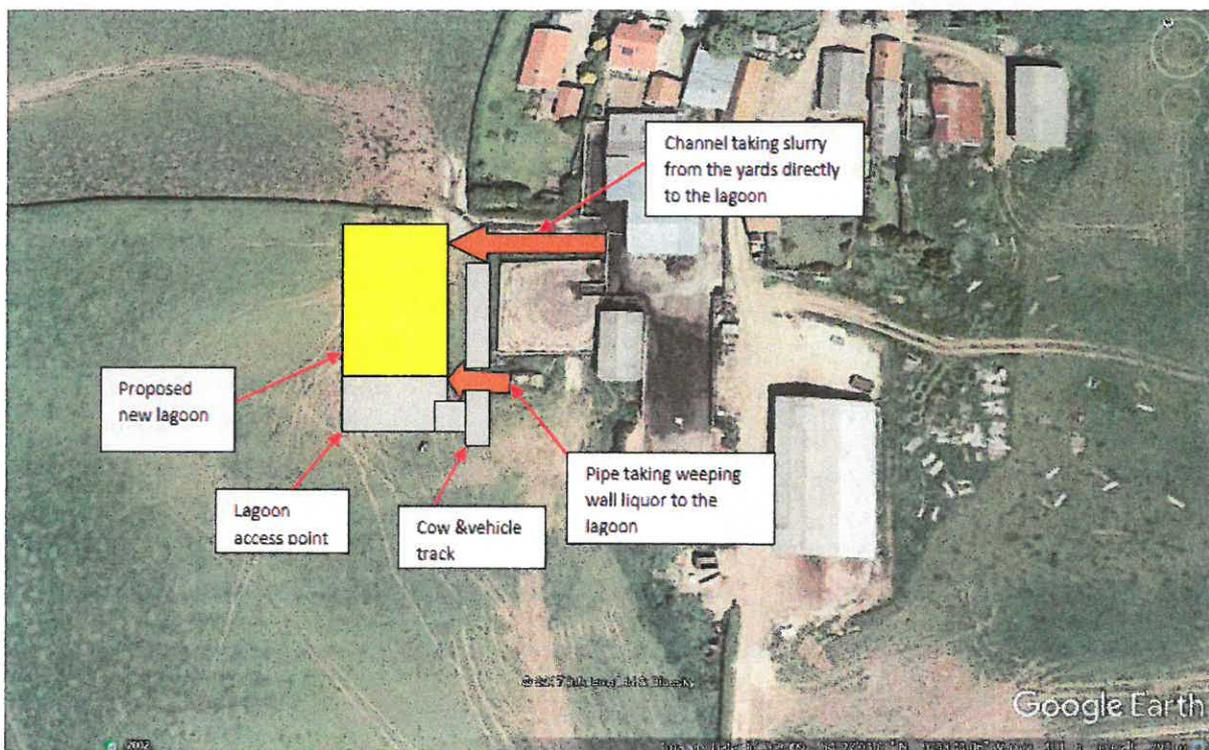 Channel taking slurry
from the yards directly
to the lagoon
Proposed
new lagoon
Lagoon
access point
Cow &vehicle
track
Pipe taking weeping
wall liquor to the
lagoon
Google Earth
2002